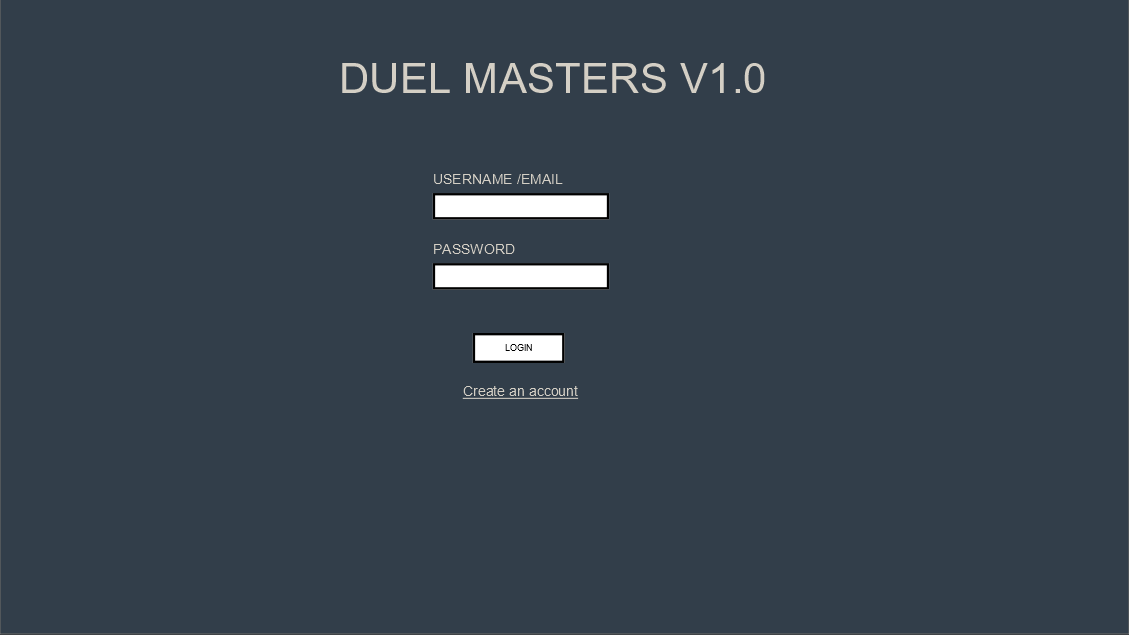 DUEL MASTERS V1.0
USERNAME /EMAIL
PASSWORD
LOGIN
Create an account